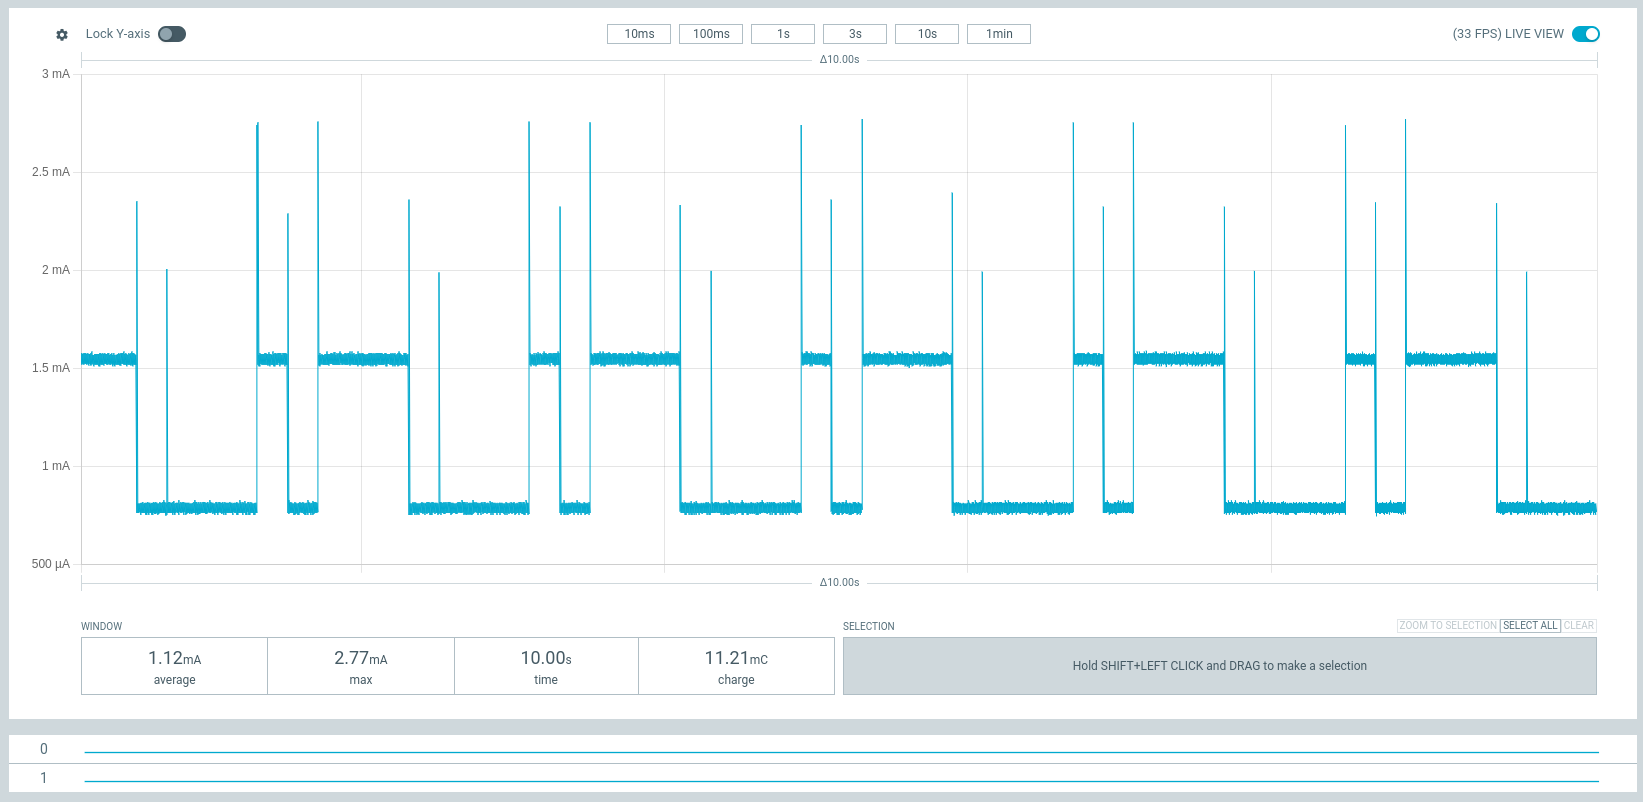 Lock Y-axis
10ms 100ms 1s 3s 10s 1min
(33 FPS) LIVE VIEW
Δ10.00s
3 mA
2.5 mA
2 mA
1.5 mA
1 mA
500 µA
Δ10.00s
WINDOW
1.12mA
average
2.77mA
max
10.00s
time
11.21mC
charge
SELECTION
ZOOM TO SELECTION SELECT ALL CLEAR
Hold SHIFT+LEFT CLICK and DRAG to make a selection
0
1